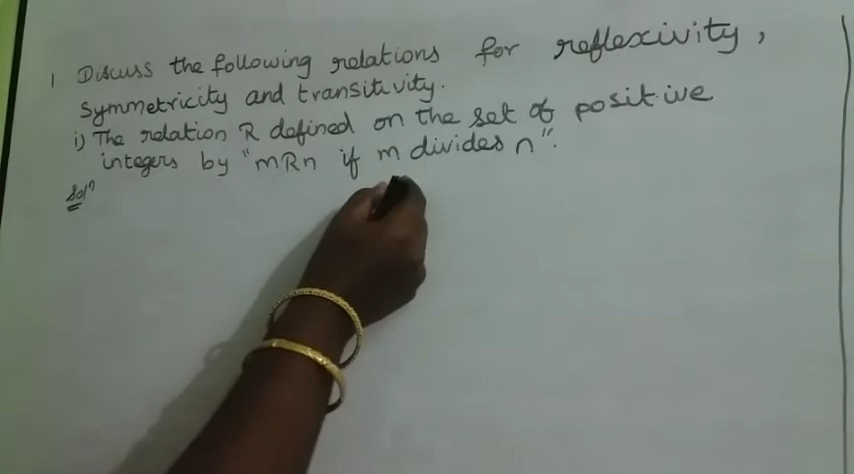 1 Discuss the following relations for reflexivity,
Symmetricity and transitivity.
i) The relation R defined on the set of positive
integers by "mRn if m divides n".
Solⁿ